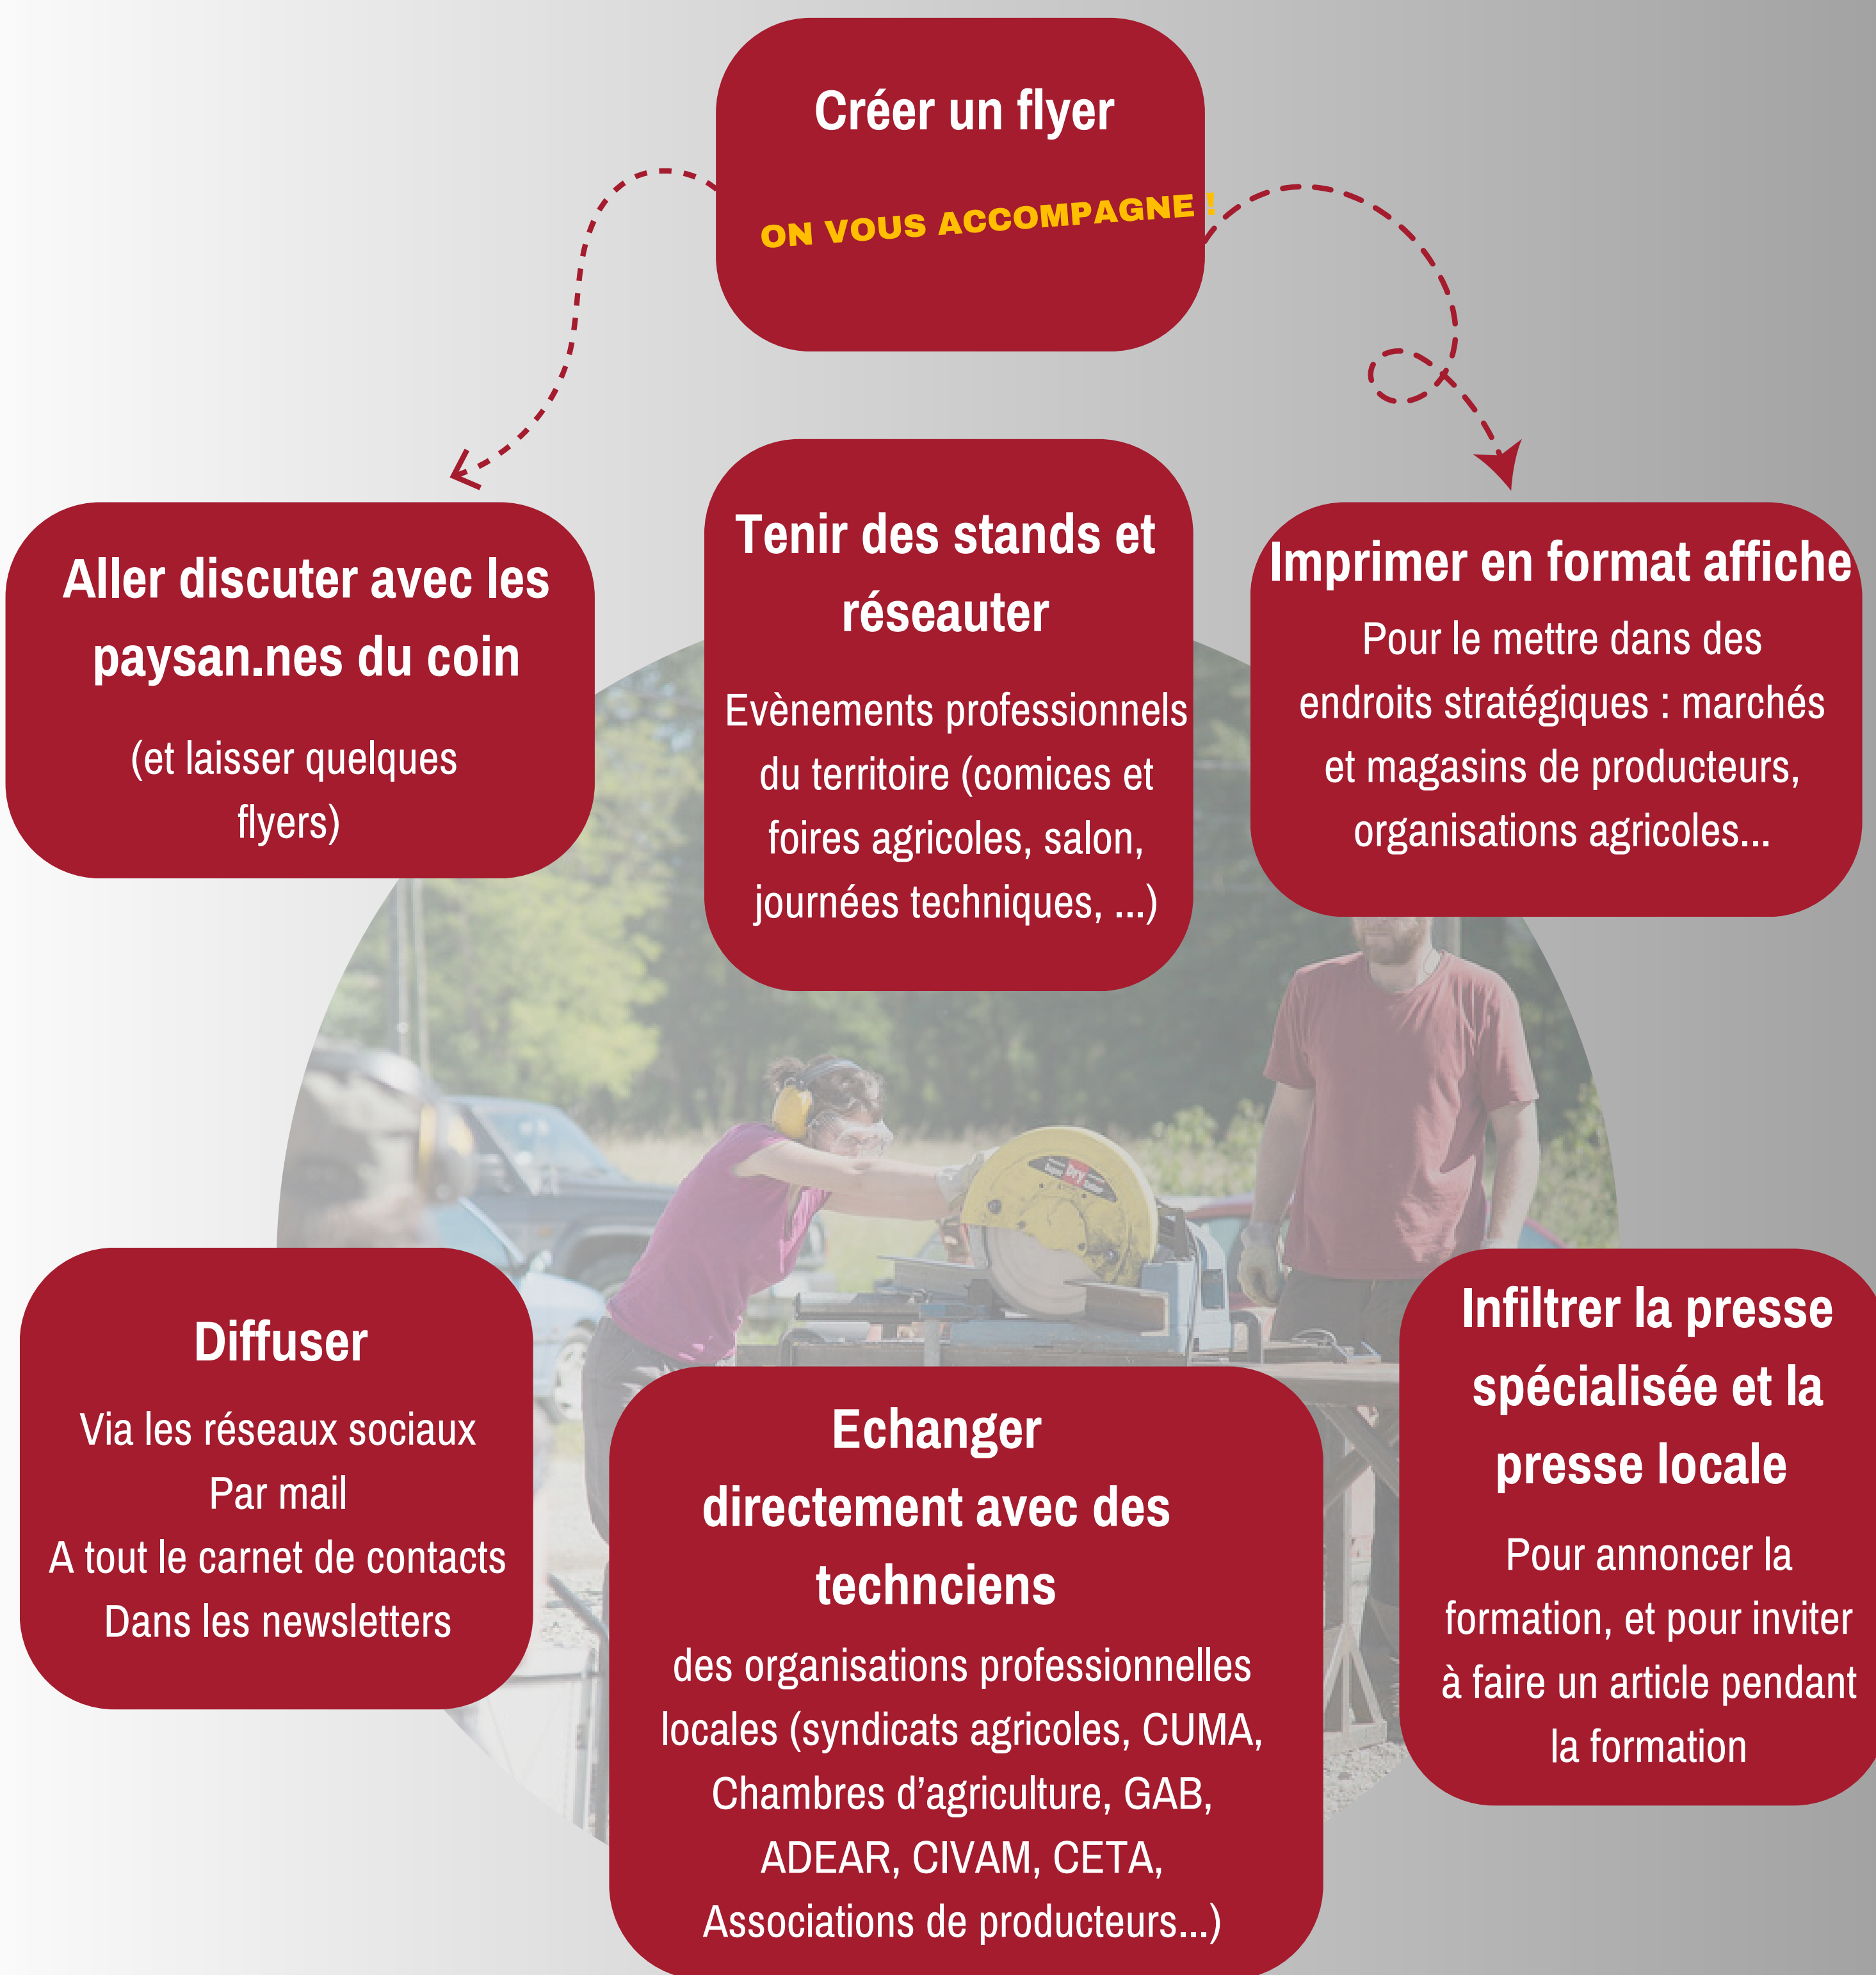 Créer un flyer
ON VOUS ACCOMPAGNE !
Aller discuter avec les
paysan.nes du coin
(et laisser quelques
flyers)
Tenir des stands et
réseauter
Evènements professionnels
du territoire (comices et
foires agricoles, salon,
journées techniques, ...)
Imprimer en format affiche
Pour le mettre dans des
endroits stratégiques : marchés
et magasins de producteurs,
organisations agricoles...
Dry
Diffuser
Via les réseaux sociaux
Par mail
A tout le carnet de contacts
Dans les newsletters
Echanger
directement avec des
technciens
des organisations professionnelles
locales (syndicats agricoles, CUMA,
Chambres d'agriculture, GAB,
ADEAR, CIVAM, CETA,
Associations de producteurs...)
Infiltrer la presse
spécialisée et la
presse locale
Pour annoncer la
formation, et pour inviter
à faire un article pendant
la formation